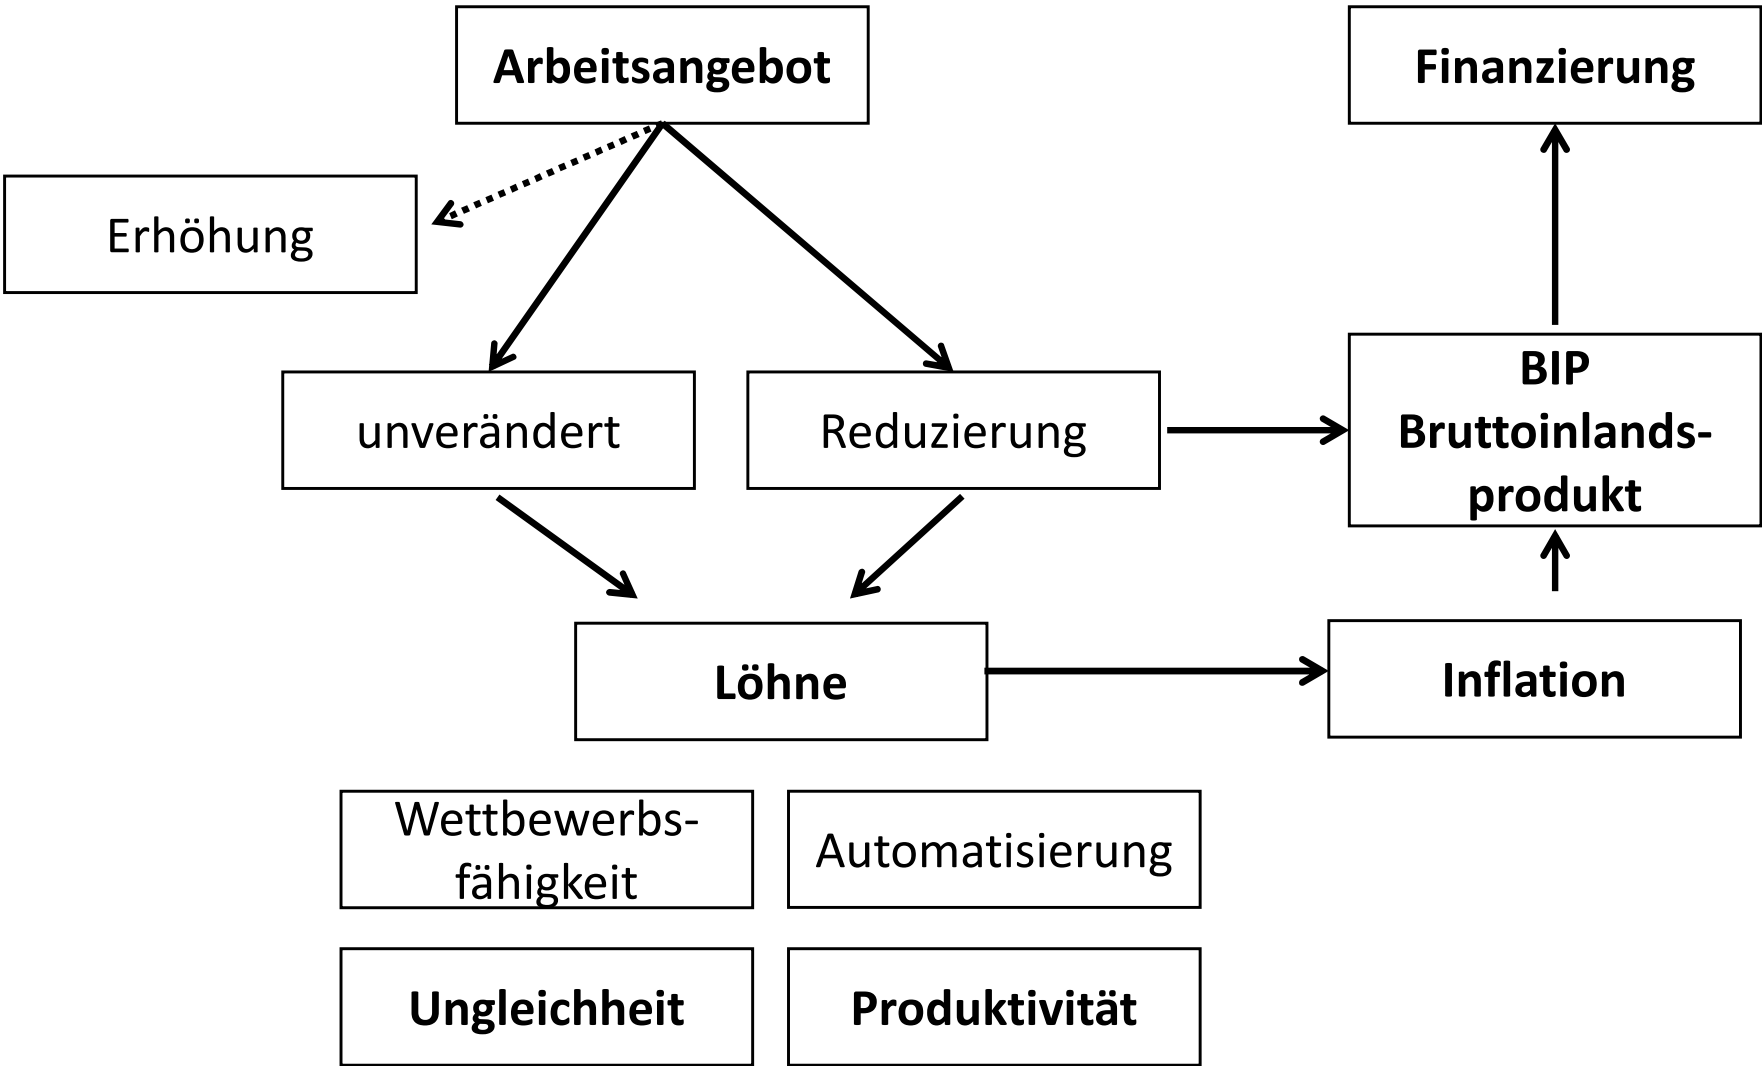 Arbeitsangebot
Finanzierung
Erhöhung
unverändert
Reduzierung
BIP
Bruttoinlands-
produkt
Löhne
Inflation
Wettbewerbs-
fähigkeit
Automatisierung
Ungleichheit
Produktivität